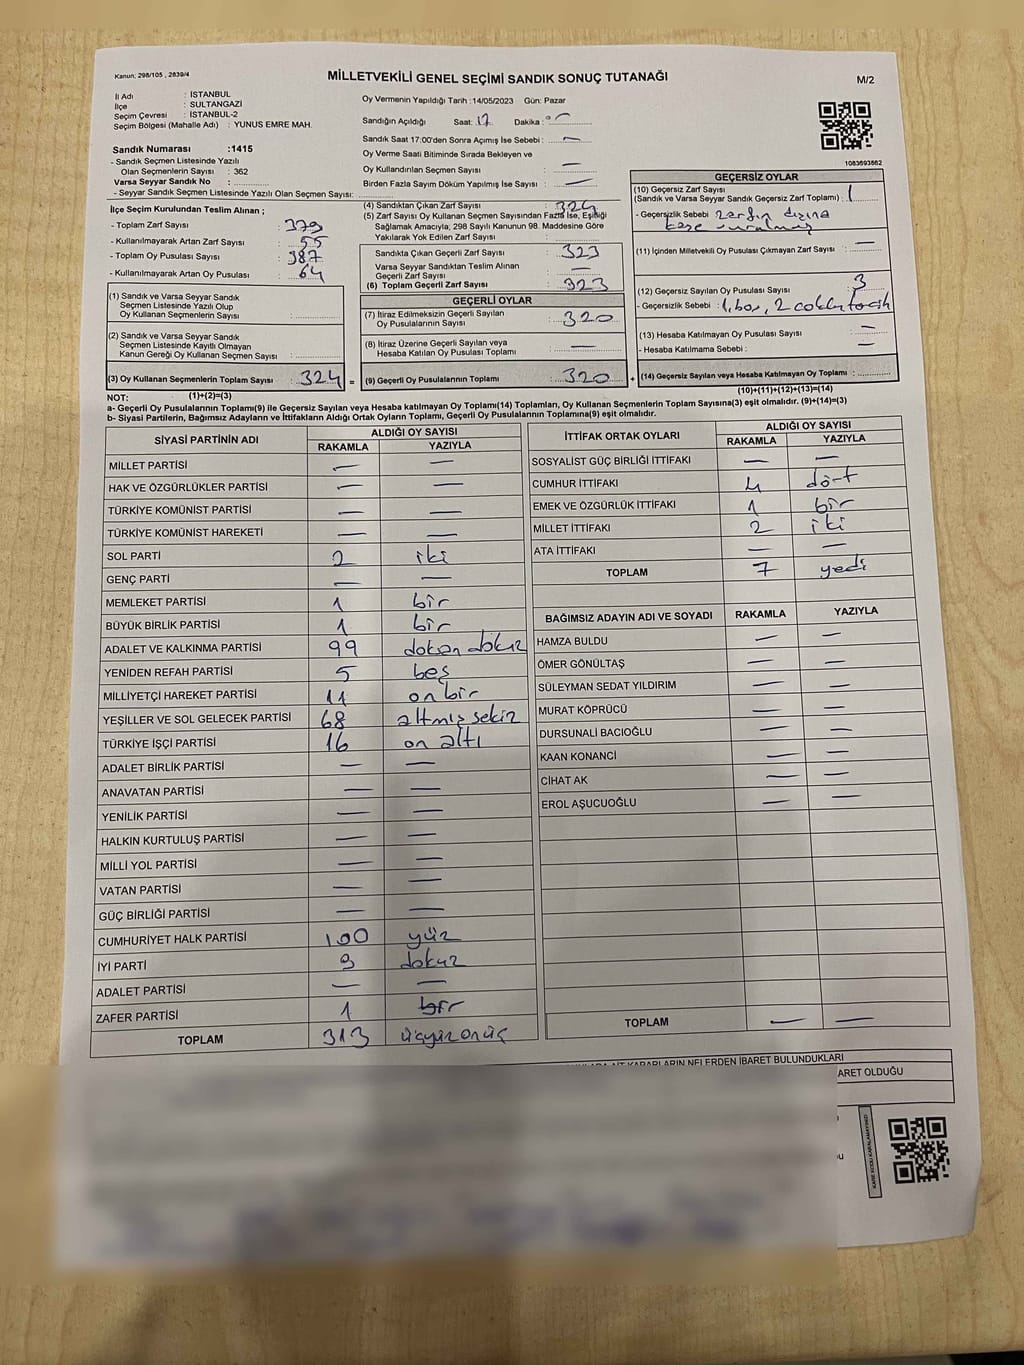 Kanun; 298/105 , 2839/4
MİLLETVEKİLİ GENEL SEÇİMİ SANDIK SONUÇ TUTANAĞI
M/2
İl Adı : İSTANBUL
İlçe : SULTANGAZİ
Seçim Çevresi : İSTANBUL-2
Seçim Bölgesi (Mahalle Adı) : YUNUS EMRE MAH.
Sandık Numarası :1415
- Sandık Seçmen Listesinde Yazılı
Olan Seçmenlerin Sayısı : 362
Varsa Seyyar Sandık No :
- Seyyar Sandık Seçmen Listesinde Yazılı Olan Seçmen Sayısı:
Oy Vermenin Yapıldığı Tarih :14/05/2023 Gün: Pazar
Sandığın Açıldığı Saat: 17 Dakika:
Sandık Saat 17:00'den Sonra Açımış İse Sebebi : —
Oy Verme Saati Bitiminde Sırada Bekleyen ve
Oy Kullandırılan Seçmen Sayısı : —
Birden Fazla Sayım Döküm Yapılmış İse Sayısı : —
1083693862
İlçe Seçim Kurulundan Teslim Alınan ;
- Toplam Zarf Sayısı : 379
- Kullanılmayarak Artan Zarf Sayısı : 55
- Toplam Oy Pusulası Sayısı : 387
- Kullanılmayarak Artan Oy Pusulası : 64
(1) Sandık ve Varsa Seyyar Sandık
Seçmen Listesinde Yazılı Olup
Oy Kullanan Seçmenlerin Sayısı :
(2) Sandık ve Varsa Seyyar Sandık
Seçmen Listesinde Kayıtlı Olmayan
Kanun Gereği Oy Kullanan Seçmen Sayısı :
(3) Oy Kullanan Seçmenlerin Toplam Sayısı : 324 =
(1)+(2)=(3)
(4) Sandıktan Çıkan Zarf Sayısı : 324
(5) Zarf Sayısı Oy Kullanan Seçmen Sayısından Fazla İse, Eşitliği
Sağlamak Amacıyla, 298 Sayılı Kanunun 98. Maddesine Göre
Yakılarak Yok Edilen Zarf Sayısı :
Sandıkta Çıkan Geçerli Zarf Sayısı : 323
Varsa Seyyar Sandıktan Teslim Alınan
Geçerli Zarf Sayısı : —
(6) Toplam Geçerli Zarf Sayısı : 323
GEÇERLİ OYLAR
(7) İtiraz Edilmeksizin Geçerli Sayılan
Oy Pusulasının Sayısı : 320
(8) İtiraz Üzerine Geçerli Sayılan veya
Hesaba Katılan Oy Pusulası Toplamı : —
(9) Geçerli Oy Pusulalarının Toplamı : 320 +
GEÇERSİZ OYLAR
(10) Geçersiz Zarf Sayısı
(Sandık ve Varsa Seyyar Sandık Geçersiz Zarf Toplamı) : 1
- Geçersizlik Sebebi : zarfın dışına
kaşe vurulmuş
(11) İçinden Milletvekili Oy Pusulası Çıkmayan Zarf Sayısı : —
(12) Geçersiz Sayılan Oy Pusulası Sayısı : 3
- Geçersizlik Sebebi : 1 boş, 2 çoklu tercih
(13) Hesaba Katılmayan Oy Pusulası Sayısı : —
- Hesaba Katılmama Sebebi : —
(14) Geçersiz Sayılan veya Hesaba Katılmayan Oy Toplamı :
(10)+(11)+(12)+(13)=(14)
NOT:
a- Geçerli Oy Pusulalarının Toplamı(9) ile Geçersiz Sayılan veya Hesaba katılmayan Oy Toplamı(14) Toplamları, Oy Kullanan Seçmenlerin Toplam Sayısına(3) eşit olmalıdır. (9)+(14)=(3)
b- Siyasi Partilerin, Bağımsız Adayların ve İttifakların Aldığı Ortak Oyların Toplamı, Geçerli Oy Pusulalarının Toplamına(9) eşit olmalıdır.
SİYASİ PARTİNİN ADI ALDIĞI OY SAYISI
RAKAMLA YAZIYLA
MİLLET PARTİSİ — —
HAK VE ÖZGÜRLÜKLER PARTİSİ — —
TÜRKİYE KOMÜNİST PARTİSİ — —
TÜRKİYE KOMÜNİST HAREKETİ — —
SOL PARTİ 2 iki
GENÇ PARTİ — —
MEMLEKET PARTİSİ 1 bir
BÜYÜK BİRLİK PARTİSİ 1 bir
ADALET VE KALKINMA PARTİSİ 99 doksan dokuz
YENİDEN REFAH PARTİSİ 5 beş
MİLLİYETÇİ HAREKET PARTİSİ 11 on bir
YEŞİLLER VE SOL GELECEK PARTİSİ 68 altmış sekiz
TÜRKİYE İŞÇİ PARTİSİ 16 on altı
ADALET BİRLİK PARTİSİ — —
ANAVATAN PARTİSİ — —
YENİLİK PARTİSİ — —
HALKIN KURTULUŞ PARTİSİ — —
MİLLİ YOL PARTİSİ — —
VATAN PARTİSİ — —
GÜÇ BİRLİĞİ PARTİSİ — —
CUMHURİYET HALK PARTİSİ 100 yüz
İYİ PARTİ 9 dokuz
ADALET PARTİSİ — —
ZAFER PARTİSİ 1 bir
TOPLAM 313 üçyüzonüç
İTTİFAK ORTAK OYLARI ALDIĞI OY SAYISI
RAKAMLA YAZIYLA
SOSYALİST GÜÇ BİRLİĞİ İTTİFAKI — —
CUMHUR İTTİFAKI 4 dört
EMEK VE ÖZGÜRLÜK İTTİFAKI 1 bir
MİLLET İTTİFAKI 2 iki
ATA İTTİFAKI — —
TOPLAM 7 yedi
BAĞIMSIZ ADAYIN ADI VE SOYADI RAKAMLA YAZIYLA
HAMZA BULDU — —
ÖMER GÖNÜLTAŞ — —
SÜLEYMAN SEDAT YILDIRIM — —
MURAT KÖPRÜCÜ — —
DURSUNALİ BACIOĞLU — —
KAAN KONANCİ — —
CİHAT AK — —
EROL AŞUCUOĞLU — —
TOPLAM — —
KARARLARIN NELERDEN İBARET BULUNDUKLARI
ARET OLDUĞU